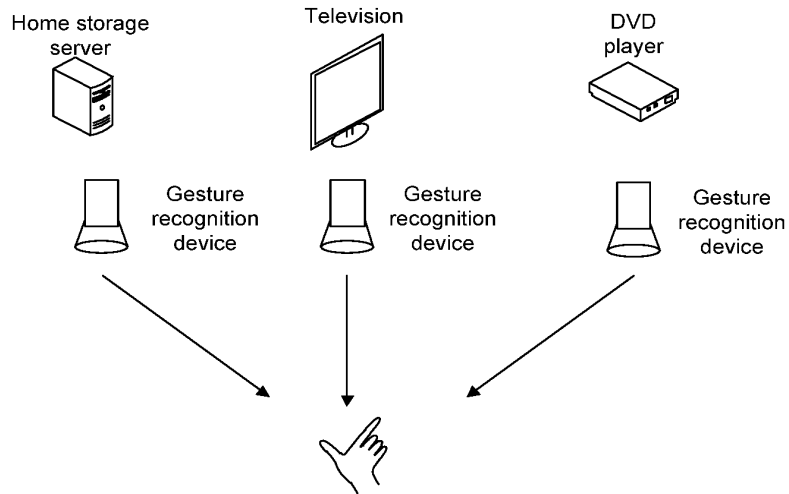 Home storage
server
Television
DVD
player
Gesture
recognition
device
Gesture
recognition
device
Gesture
recognition
device